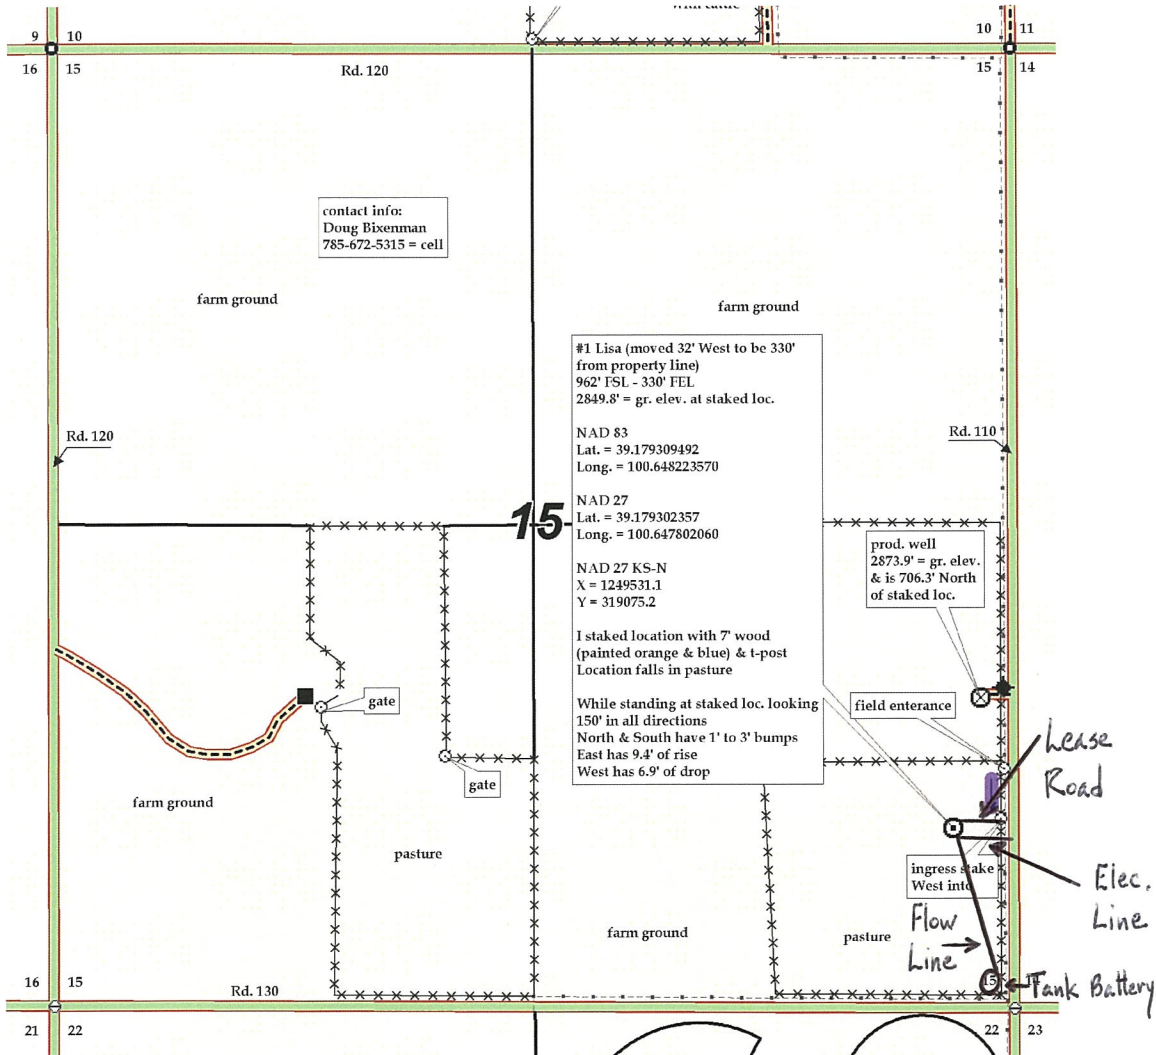 with cattle
9 10
10 11
16 15
15 14
Rd. 120
contact info:
Doug Bixenman
785-672-5315 = cell
farm ground
farm ground
#1 Lisa (moved 32' West to be 330'
from property line)
962' FSL - 330' FEL
2849.8' = gr. elev. at staked loc.
NAD 83
Lat. = 39.179309492
Long. = 100.648223570
NAD 27
Lat. = 39.179302357
Long. = 100.647802060
NAD 27 KS-N
X = 1249531.1
Y = 319075.2
I staked location with 7' wood
(painted orange & blue) & t-post
Location falls in pasture
While standing at staked loc. looking
150' in all directions
North & South have 1' to 3' bumps
East has 9.4' of rise
West has 6.9' of drop
Rd. 120
Rd. 110
15
prod. well
2873.9' = gr. elev.
& is 706.3' North
of staked loc.
gate
field enterance
gate
Lease
Road
farm ground
pasture
ingress stake
West into
Elec.
Line
Flow
Line
farm ground
pasture
16 15
Rd. 130
15 14
Tank Battery
21 22
22 23